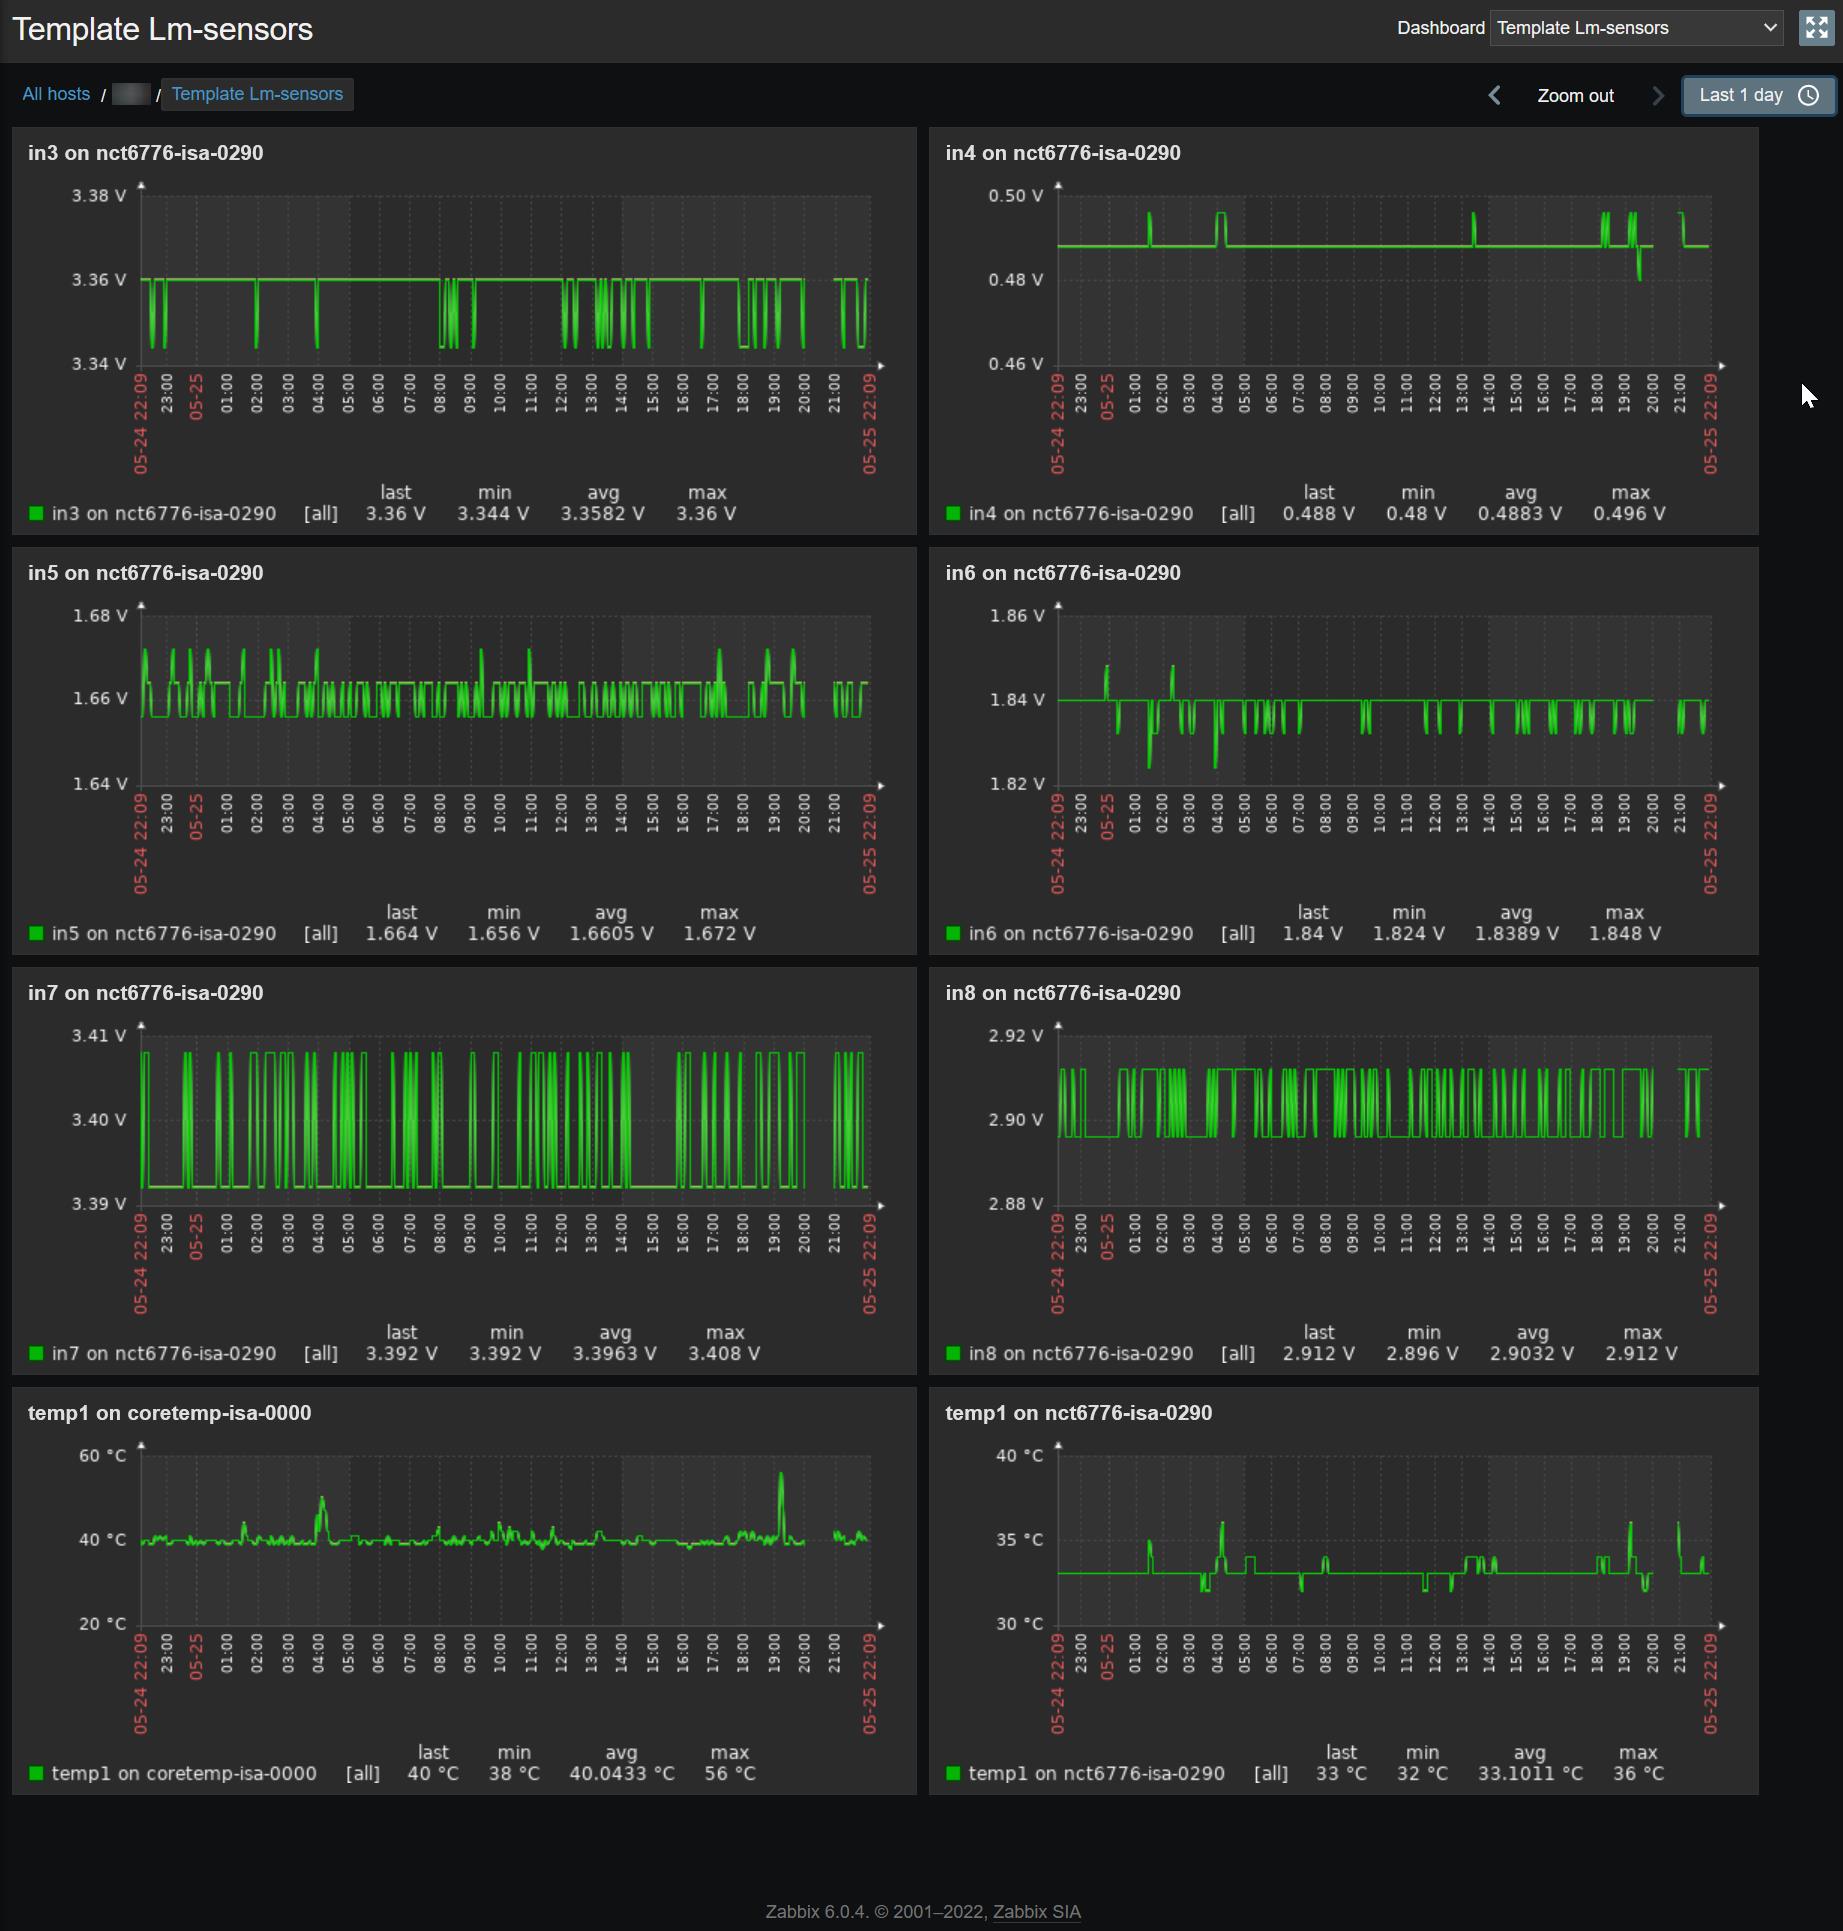 Template Lm-sensors
Dashboard Template Lm-sensors
All hosts / / Template Lm-sensors
Zoom out Last 1 day
in3 on nct6776-isa-0290
3.38 V
3.36 V
3.34 V
05-24 22:09 23:00 05-25 01:00 02:00 03:00 04:00 05:00 06:00 07:00 08:00 09:00 10:00 11:00 12:00 13:00 14:00 15:00 16:00 17:00 18:00 19:00 20:00 21:00 05-25 22:09
last min avg max
in3 on nct6776-isa-0290 [all] 3.36 V 3.344 V 3.3582 V 3.36 V
in4 on nct6776-isa-0290
0.50 V
0.48 V
0.46 V
05-24 22:09 23:00 05-25 01:00 02:00 03:00 04:00 05:00 06:00 07:00 08:00 09:00 10:00 11:00 12:00 13:00 14:00 15:00 16:00 17:00 18:00 19:00 20:00 21:00 05-25 22:09
last min avg max
in4 on nct6776-isa-0290 [all] 0.488 V 0.48 V 0.4883 V 0.496 V
in5 on nct6776-isa-0290
1.68 V
1.66 V
1.64 V
05-24 22:09 23:00 05-25 01:00 02:00 03:00 04:00 05:00 06:00 07:00 08:00 09:00 10:00 11:00 12:00 13:00 14:00 15:00 16:00 17:00 18:00 19:00 20:00 21:00 05-25 22:09
last min avg max
in5 on nct6776-isa-0290 [all] 1.664 V 1.656 V 1.6605 V 1.672 V
in6 on nct6776-isa-0290
1.86 V
1.84 V
1.82 V
05-24 22:09 23:00 05-25 01:00 02:00 03:00 04:00 05:00 06:00 07:00 08:00 09:00 10:00 11:00 12:00 13:00 14:00 15:00 16:00 17:00 18:00 19:00 20:00 21:00 05-25 22:09
last min avg max
in6 on nct6776-isa-0290 [all] 1.84 V 1.824 V 1.8389 V 1.848 V
in7 on nct6776-isa-0290
3.41 V
3.40 V
3.39 V
05-24 22:09 23:00 05-25 01:00 02:00 03:00 04:00 05:00 06:00 07:00 08:00 09:00 10:00 11:00 12:00 13:00 14:00 15:00 16:00 17:00 18:00 19:00 20:00 21:00 05-25 22:09
last min avg max
in7 on nct6776-isa-0290 [all] 3.392 V 3.392 V 3.3963 V 3.408 V
in8 on nct6776-isa-0290
2.92 V
2.90 V
2.88 V
05-24 22:09 23:00 05-25 01:00 02:00 03:00 04:00 05:00 06:00 07:00 08:00 09:00 10:00 11:00 12:00 13:00 14:00 15:00 16:00 17:00 18:00 19:00 20:00 21:00 05-25 22:09
last min avg max
in8 on nct6776-isa-0290 [all] 2.912 V 2.896 V 2.9032 V 2.912 V
temp1 on coretemp-isa-0000
60 °C
40 °C
20 °C
05-24 22:09 23:00 05-25 01:00 02:00 03:00 04:00 05:00 06:00 07:00 08:00 09:00 10:00 11:00 12:00 13:00 14:00 15:00 16:00 17:00 18:00 19:00 20:00 21:00 05-25 22:09
last min avg max
temp1 on coretemp-isa-0000 [all] 40 °C 38 °C 40.0433 °C 56 °C
temp1 on nct6776-isa-0290
40 °C
35 °C
30 °C
05-24 22:09 23:00 05-25 01:00 02:00 03:00 04:00 05:00 06:00 07:00 08:00 09:00 10:00 11:00 12:00 13:00 14:00 15:00 16:00 17:00 18:00 19:00 20:00 21:00 05-25 22:09
last min avg max
temp1 on nct6776-isa-0290 [all] 33 °C 32 °C 33.1011 °C 36 °C
Zabbix 6.0.4. © 2001–2022, Zabbix SIA